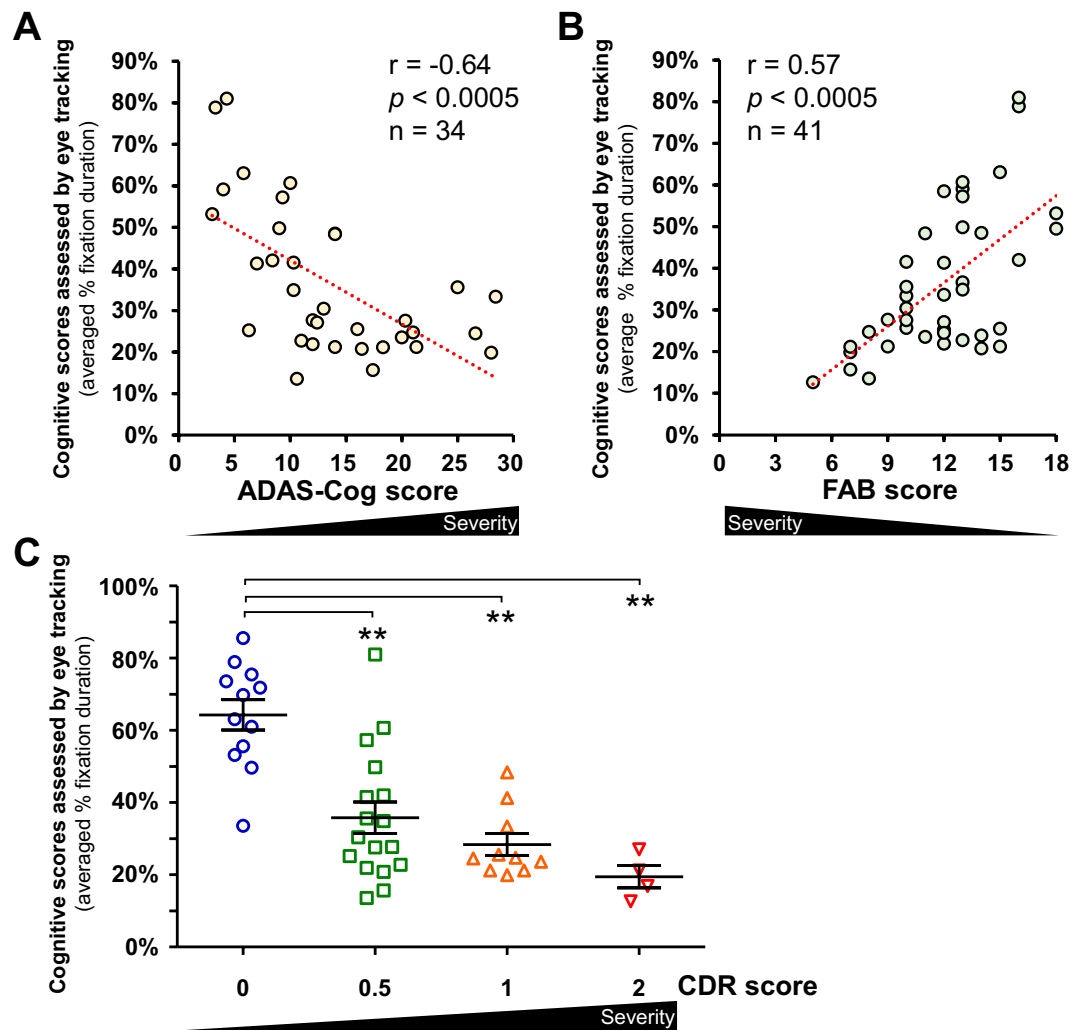 A
Cognitive scores assessed by eye tracking
(averaged % fixation duration)
90%
80%
70%
60%
50%
40%
30%
20%
10%
0%
r = -0.64
p < 0.0005
n = 34
0 5 10 15 20 25 30
ADAS-Cog score
Severity
B
Cognitive scores assessed by eye tracking
(average % fixation duration)
90%
80%
70%
60%
50%
40%
30%
20%
10%
0%
r = 0.57
p < 0.0005
n = 41
0 3 6 9 12 15 18
FAB score
Severity
C
Cognitive scores assessed by eye tracking
(averaged % fixation duration)
100%
80%
60%
40%
20%
0%
**
**
**
0 0.5 1 2 CDR score
Severity